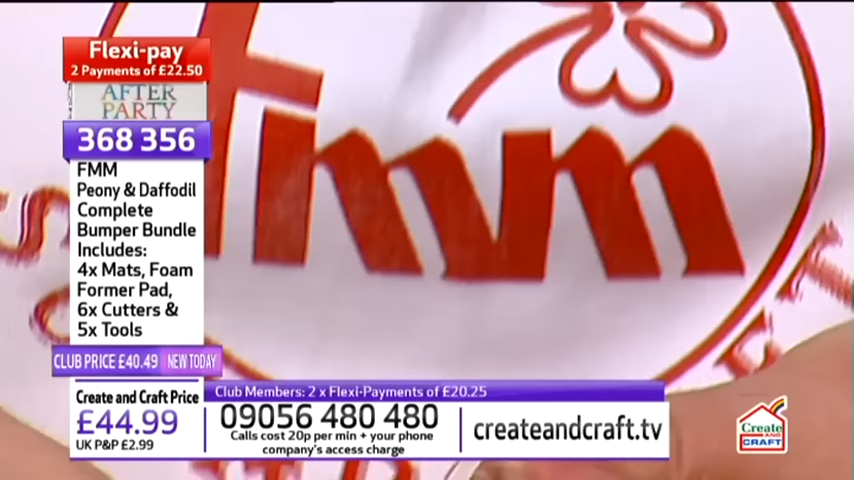 Flexi-pay
2 Payments of £22.50
AFTER
PARTY
368 356
FMM
Peony & Daffodil
Complete
Bumper Bundle
Includes:
4x Mats, Foam
Former Pad,
6x Cutters &
5x Tools
CLUB PRICE £40.49 NEW TODAY
Create and Craft Price
£44.99
UK P&P £2.99
Club Members: 2 x Flexi-Payments of £20.25
09056 480 480
Calls cost 20p per min + your phone
company's access charge
createandcraft.tv
Create
AND
CRAFT
fmm